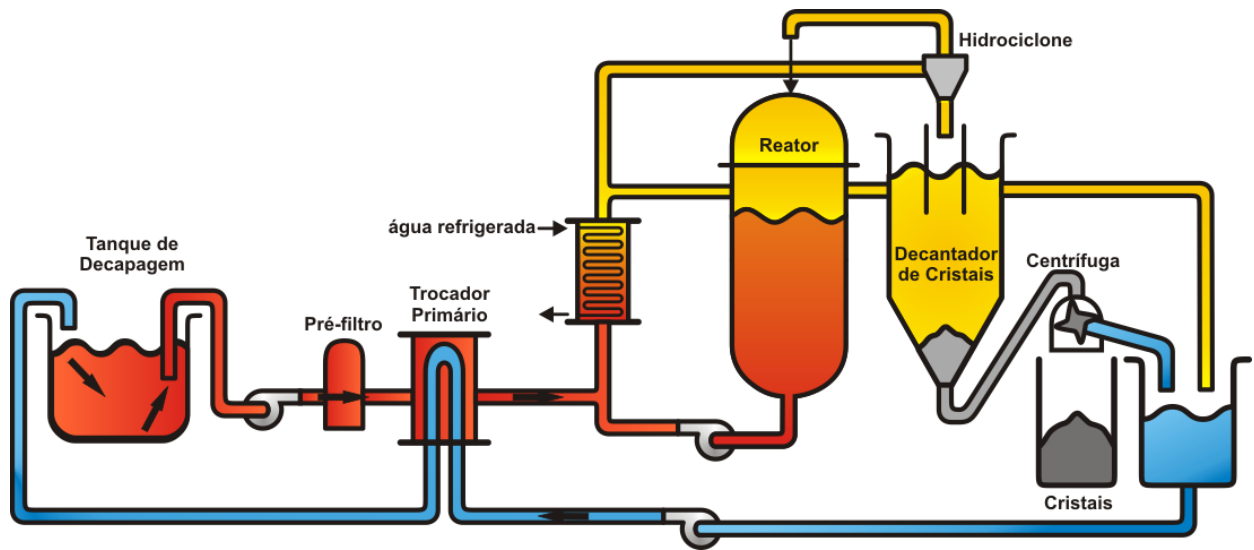 Hidrociclone
Reator
água refrigerada
Tanque de
Decapagem
Decantador
de Cristais
Centrífuga
Trocador
Primário
Pré-filtro
Cristais